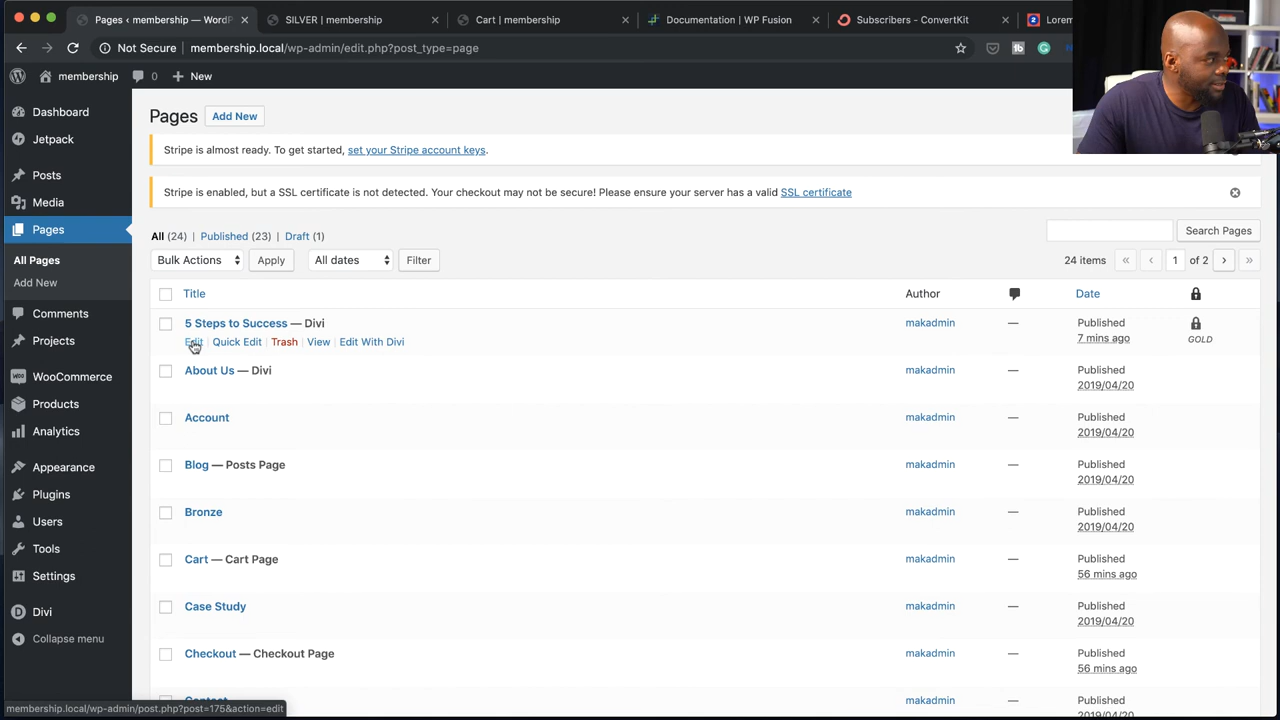 Pages ‹ membership — WordP
SILVER | membership
Cart | membership
Documentation | WP Fusion
Subscribers - ConvertKit
Lorem
Not Secure
membership.local/wp-admin/edit.php?post_type=page
membership
0
New
Dashboard
Jetpack
Posts
Media
Pages
All Pages
Add New
Comments
Projects
WooCommerce
Products
Analytics
Appearance
Plugins
Users
Tools
Settings
Divi
Collapse menu
Pages
Add New
Stripe is almost ready. To get started, set your Stripe account keys.
Stripe is enabled, but a SSL certificate is not detected. Your checkout may not be secure! Please ensure your server has a valid SSL certificate
All (24) | Published (23) | Draft (1)
Search Pages
Bulk Actions
Apply
All dates
Filter
24 items « ‹ 1 of 2 › »
Title
Author
Date
5 Steps to Success — Divi
Edit | Quick Edit | Trash | View | Edit With Divi
makadmin
—
Published
7 mins ago
GOLD
About Us — Divi
makadmin
—
Published
2019/04/20
Account
makadmin
—
Published
2019/04/20
Blog — Posts Page
makadmin
—
Published
2019/04/20
Bronze
makadmin
—
Published
2019/04/20
Cart — Cart Page
makadmin
—
Published
56 mins ago
Case Study
makadmin
—
Published
2019/04/20
Checkout — Checkout Page
makadmin
—
Published
56 mins ago
Contact
makadmin
—
Published
2019/04/20
membership.local/wp-admin/post.php?post=175&action=edit